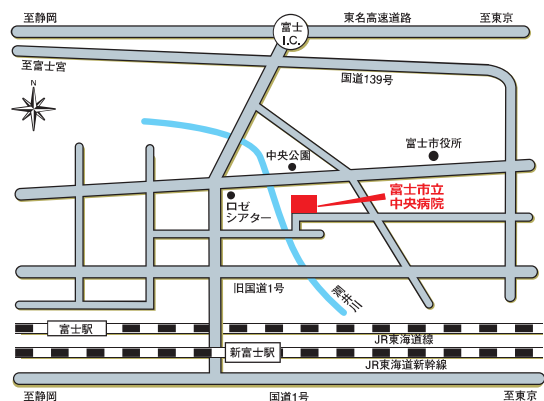 至静岡
東名高速道路
至東京
富士
I.C.
至富士宮
国道139号
N
富士市役所
中央公園
富士市立
中央病院
ロゼ
シアター
旧国道1号
潤井川
富士駅
JR東海道線
新富士駅
JR東海道新幹線
至静岡
国道1号
至東京